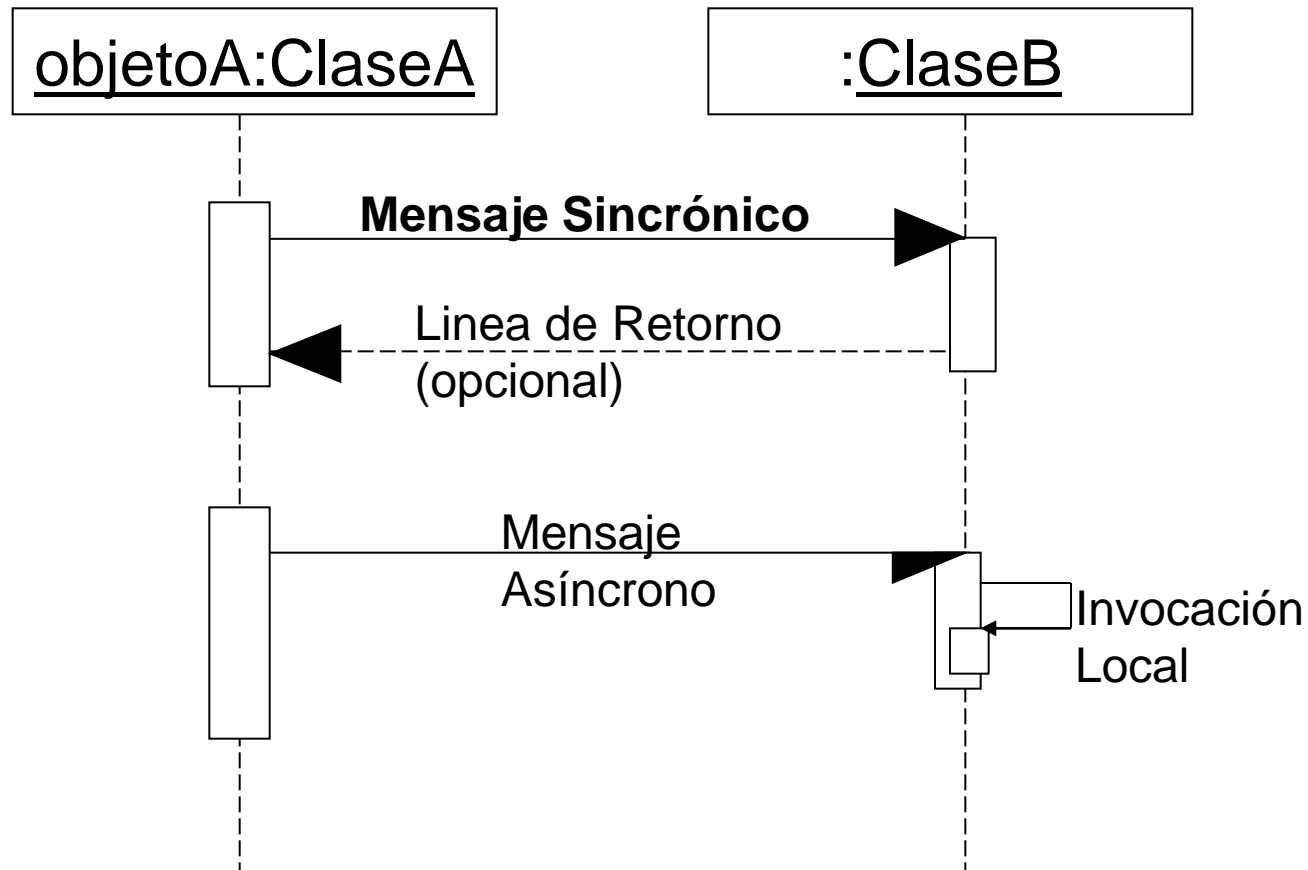 objetoA:ClaseA
:ClaseB
Mensaje Sincrónico
Linea de Retorno
(opcional)
Mensaje
Asíncrono
Invocación
Local